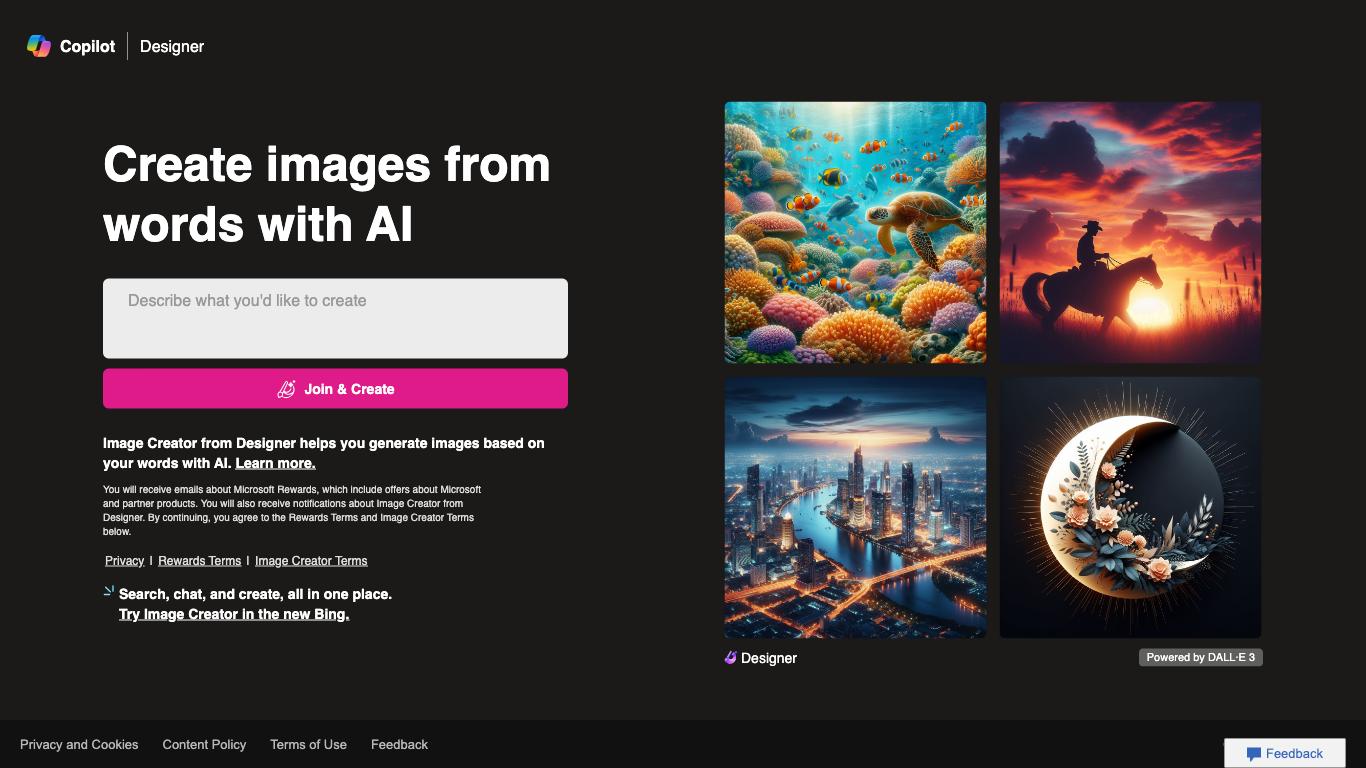 Copilot
Designer
Create images from
words with AI
Describe what you'd like to create
Join & Create
Image Creator from Designer helps you generate images based on
your words with AI. Learn more.
You will receive emails about Microsoft Rewards, which include offers about Microsoft
and partner products. You will also receive notifications about Image Creator from
Designer. By continuing, you agree to the Rewards Terms and Image Creator Terms
below.
Privacy | Rewards Terms | Image Creator Terms
Search, chat, and create, all in one place.
Try Image Creator in the new Bing.
Designer
Powered by DALL·E 3
Privacy and Cookies
Content Policy
Terms of Use
Feedback
Feedback